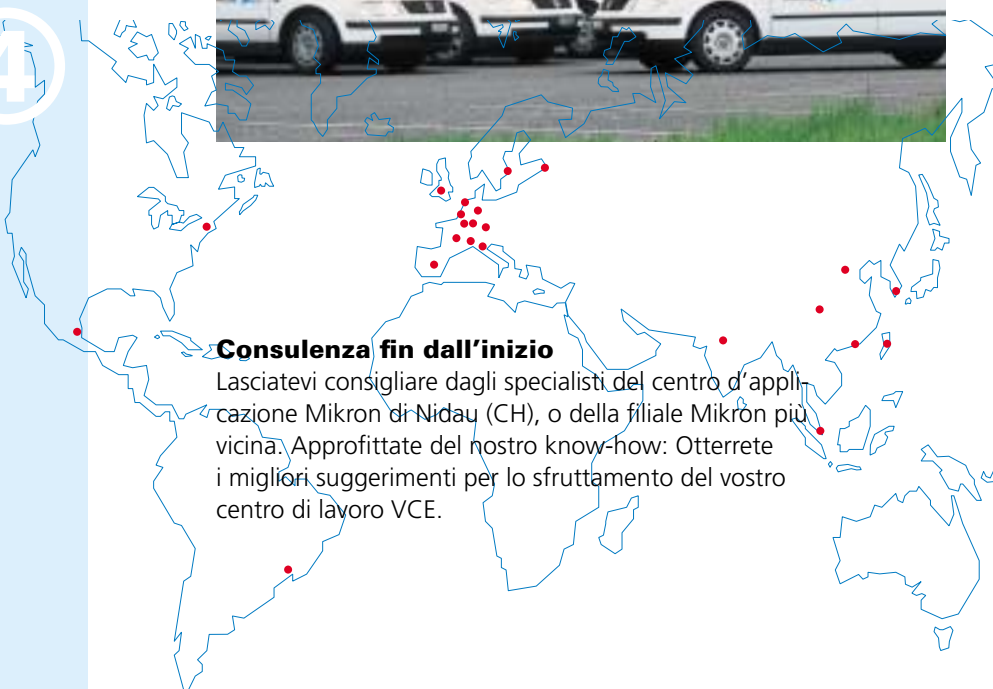 4
Consulenza fin dall’inizio
Lasciatevi consigliare dagli specialisti del centro d’appli-
cazione Mikron di Nidau (CH), o della filiale Mikron più
vicina. Approfittate del nostro know-how: Otterrete
i migliori suggerimenti per lo sfruttamento del vostro
centro di lavoro VCE.